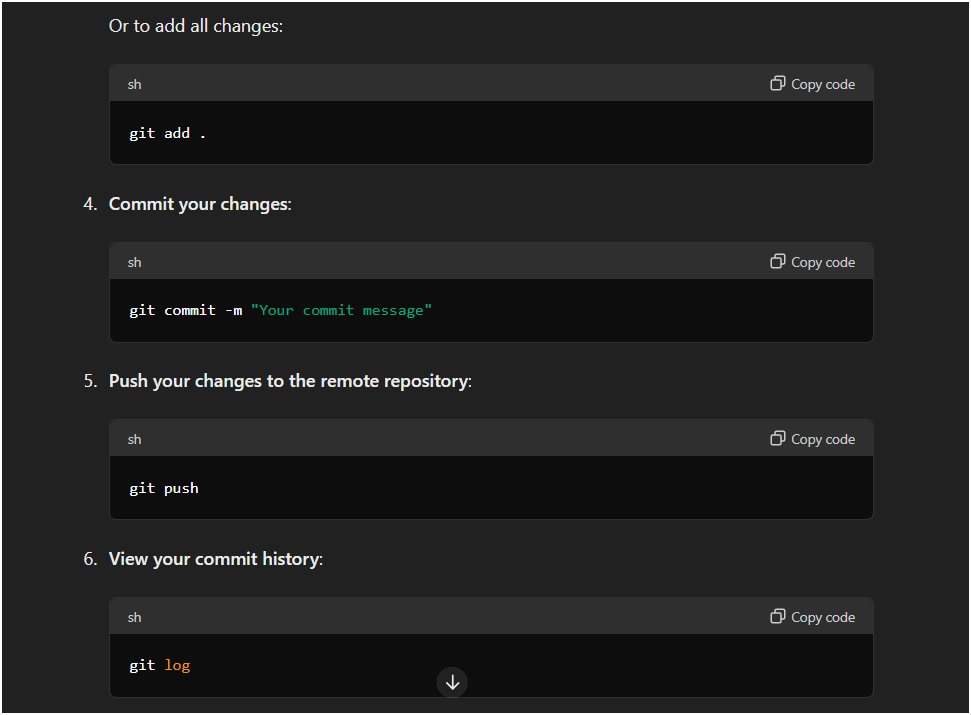 Or to add all changes:
sh Copy code
git add .
4. Commit your changes:
sh Copy code
git commit -m "Your commit message"
5. Push your changes to the remote repository:
sh Copy code
git push
6. View your commit history:
sh Copy code
git log